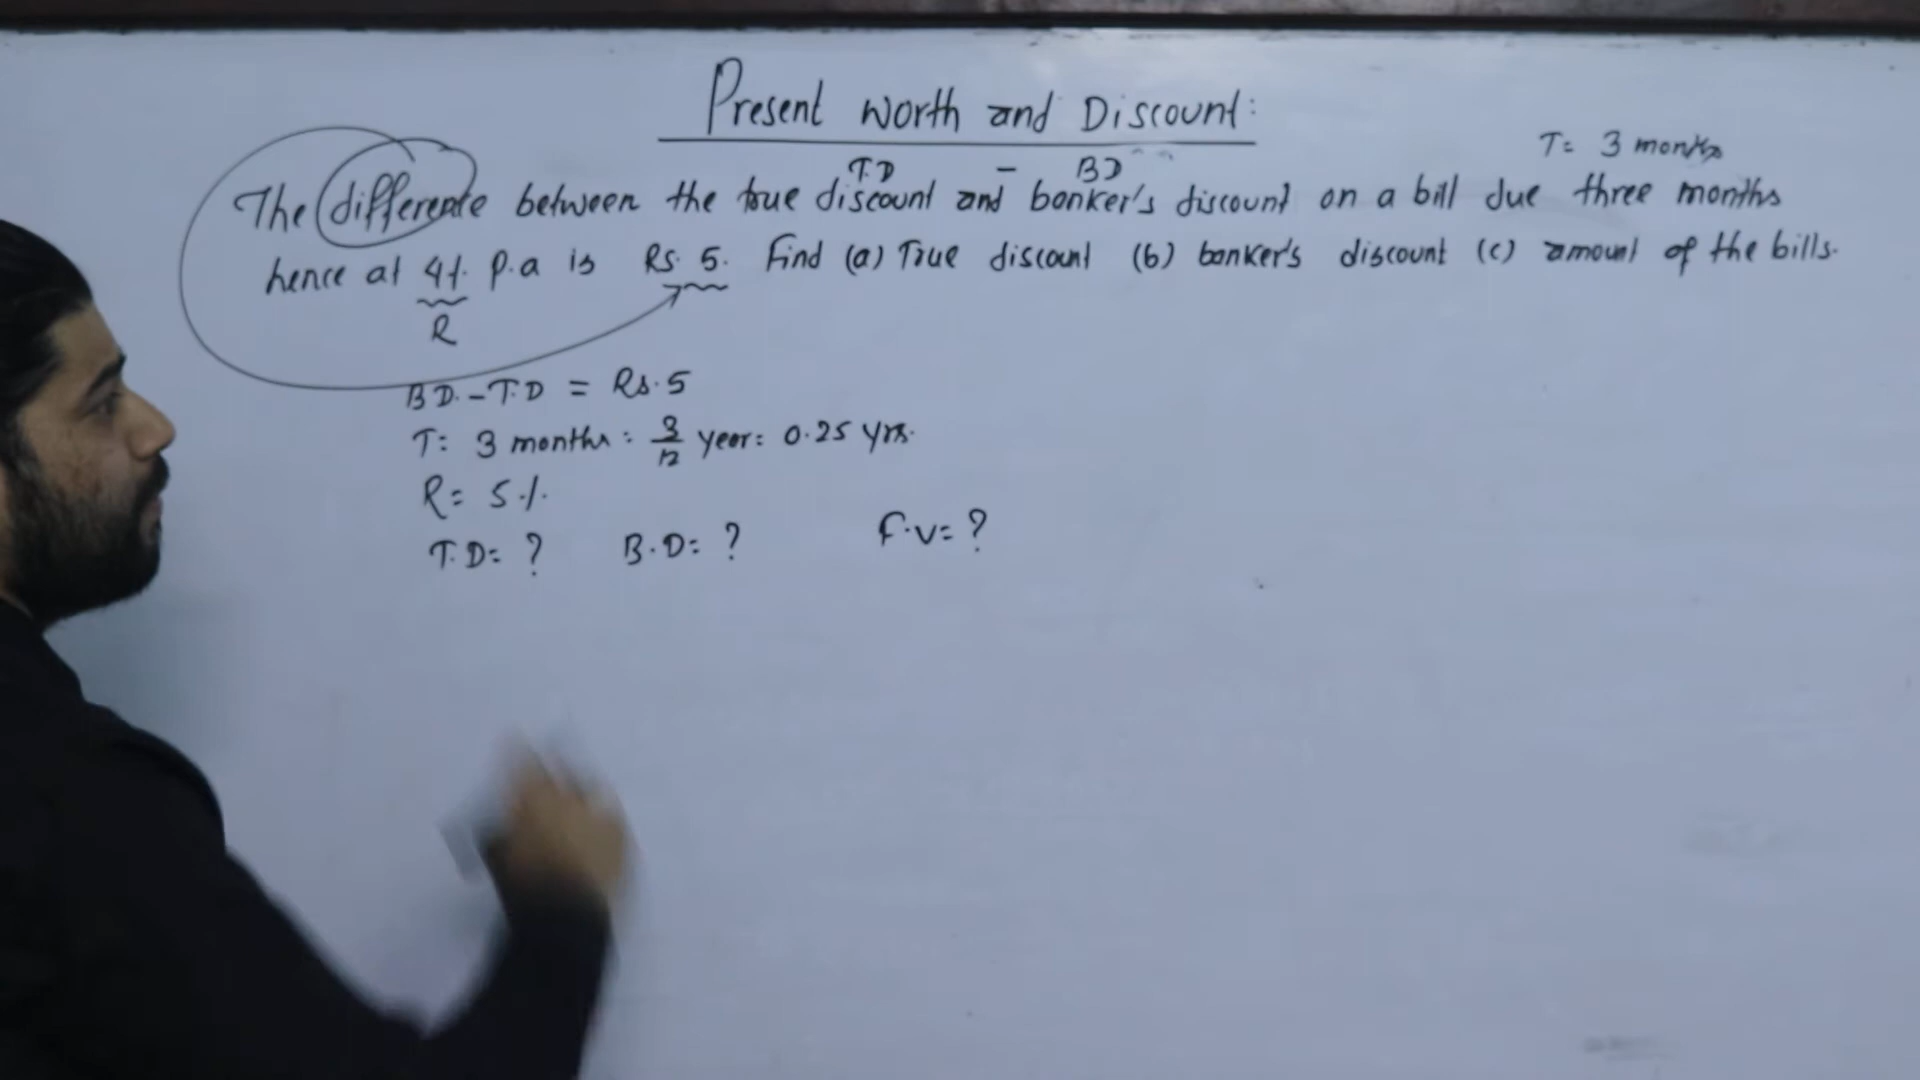 Present worth and Discount:
T= 3 months
T.D - BD
The difference between the true discount and banker's discount on a bill due three months
hence at 4% p.a is Rs. 5. Find (a) True discount (b) banker's discount (c) amount of the bills.
R
BD.-T.D = Rs.5
T: 3 months: 3/12 year: 0.25 yrs.
R= 5%
T.D= ? B.D= ? F.V= ?